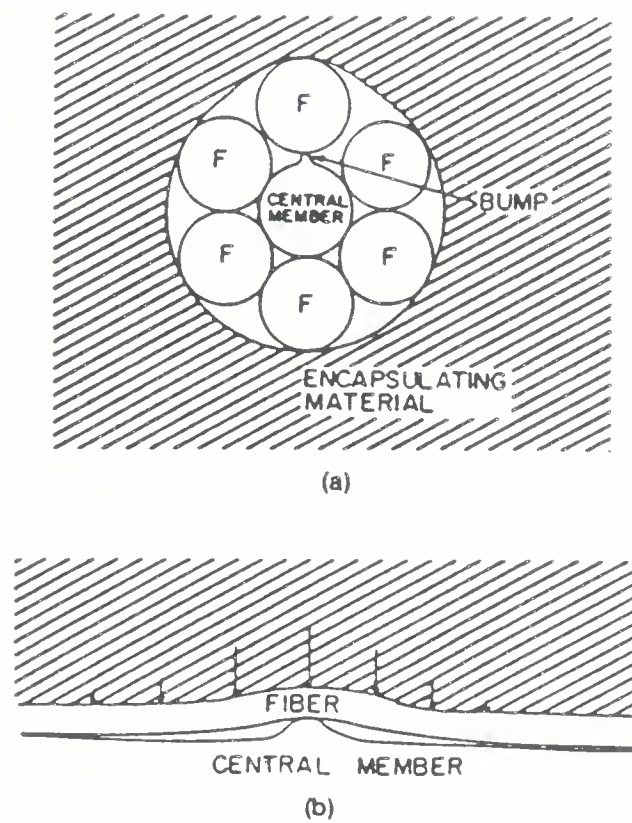 F
F
F
CENTRAL
MEMBER
BUMP
F
F
F
ENCAPSULATING
MATERIAL
(a)
FIBER
CENTRAL MEMBER
(b)